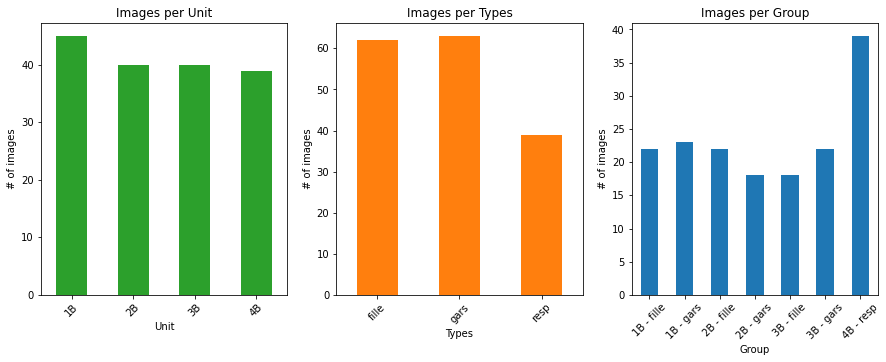 Images per Unit
# of images
40
30
20
10
0
1B
2B
3B
4B
Unit
Images per Types
# of images
60
50
40
30
20
10
0
fille
gars
resp
Types
Images per Group
# of images
40
35
30
25
20
15
10
5
0
1B - fille
1B - gars
2B - fille
2B - gars
3B - fille
3B - gars
4B - resp
Group